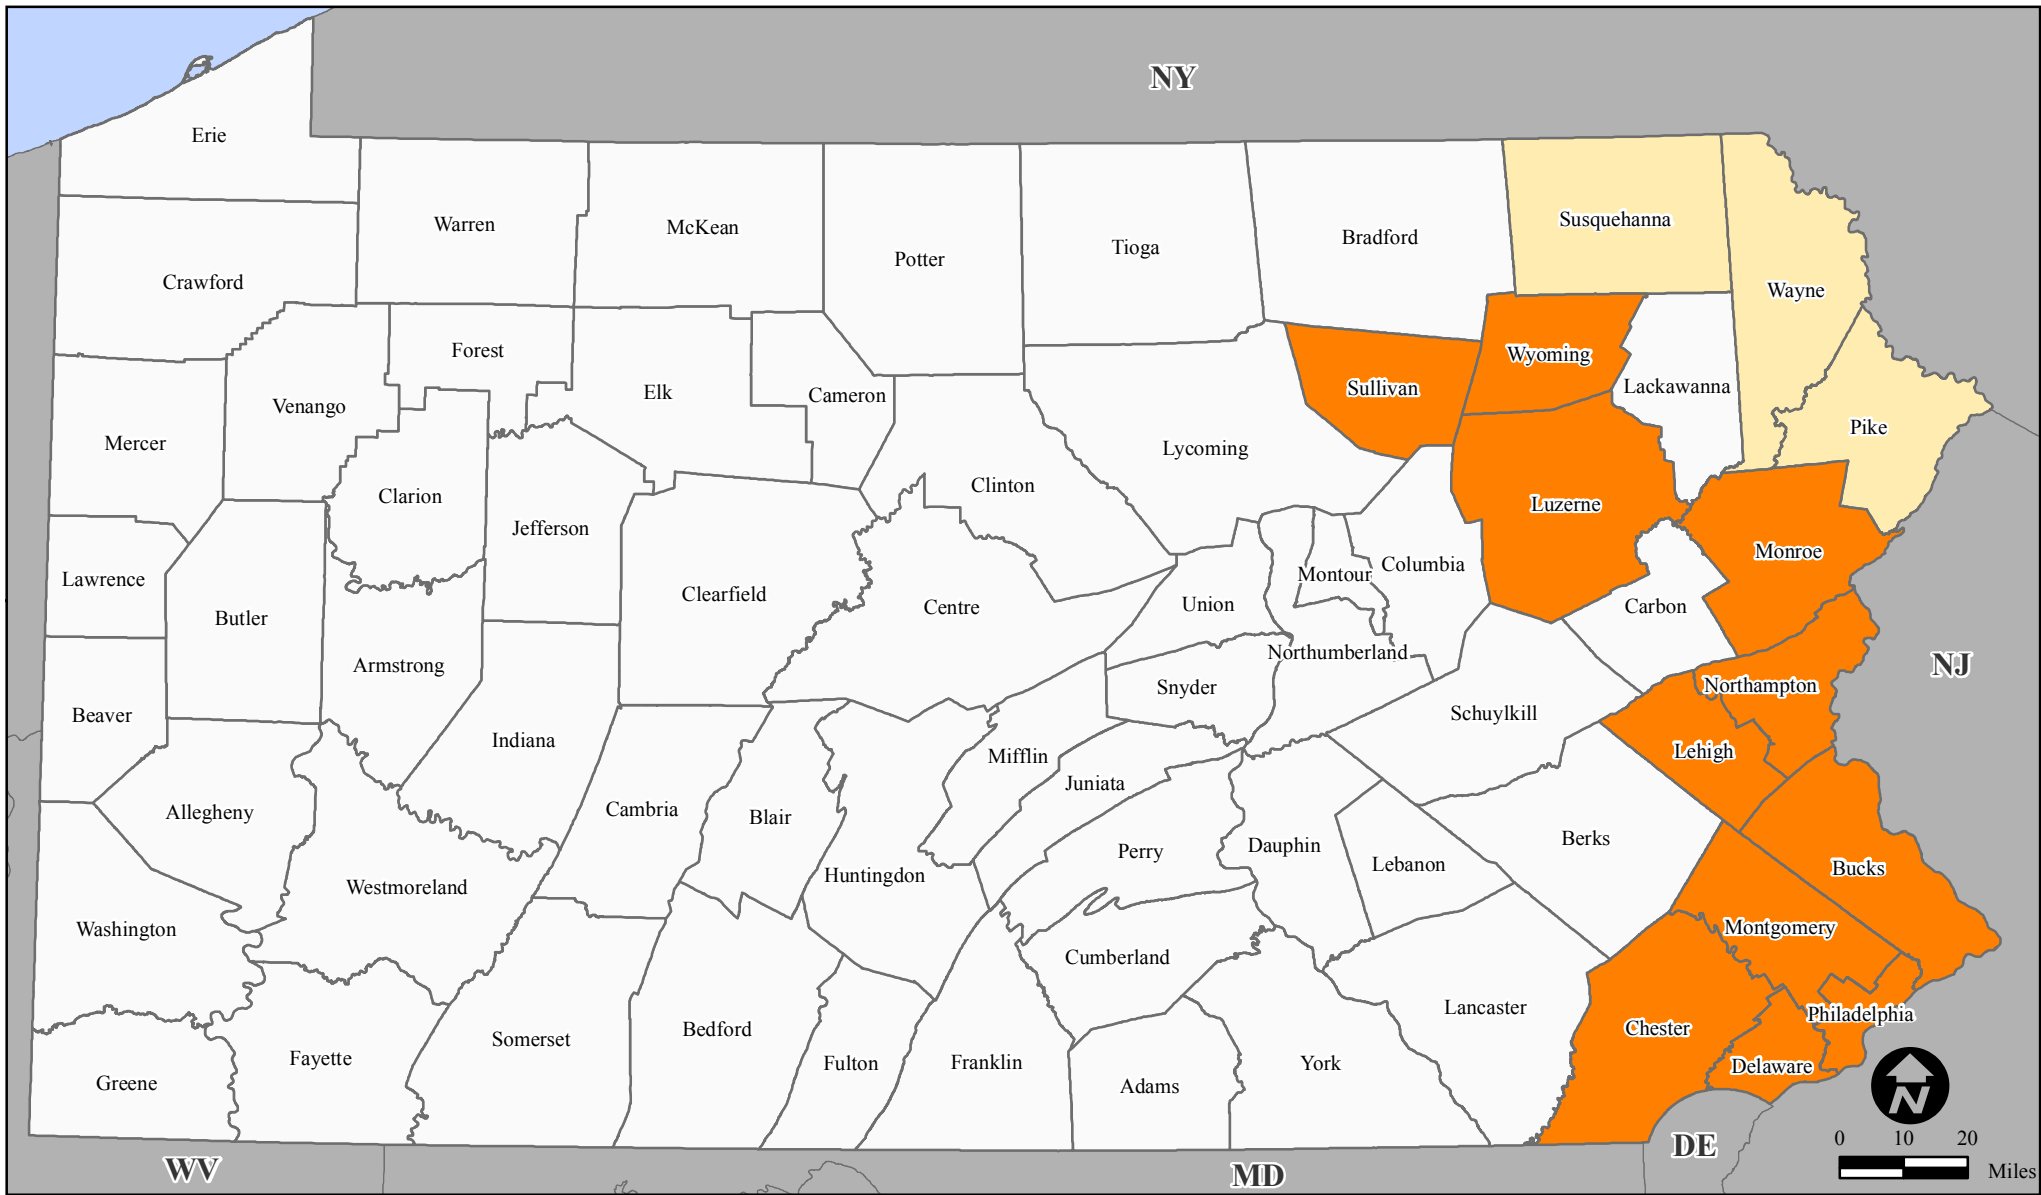 NY
Erie
Warren
McKean
Susquehanna
Bradford
Tioga
Potter
Crawford
Wayne
Forest
Wyoming
Lackawanna
Sullivan
Elk
Cameron
Venango
Pike
Mercer
Lycoming
Clinton
Clarion
Luzerne
Jefferson
Monroe
Columbia
Montour
Lawrence
Clearfield
Centre
Union
Carbon
Butler
Northumberland
Armstrong
NJ
Snyder
Northampton
Beaver
Schuylkill
Indiana
Lehigh
Mifflin
Juniata
Allegheny
Cambria
Blair
Berks
Dauphin
Perry
Lebanon
Bucks
Huntingdon
Westmoreland
Washington
Montgomery
Cumberland
Lancaster
Philadelphia
Chester
Bedford
Somerset
Fayette
Fulton
Franklin
York
Delaware
Greene
Adams
N
0 10 20
Miles
DE
WV
MD